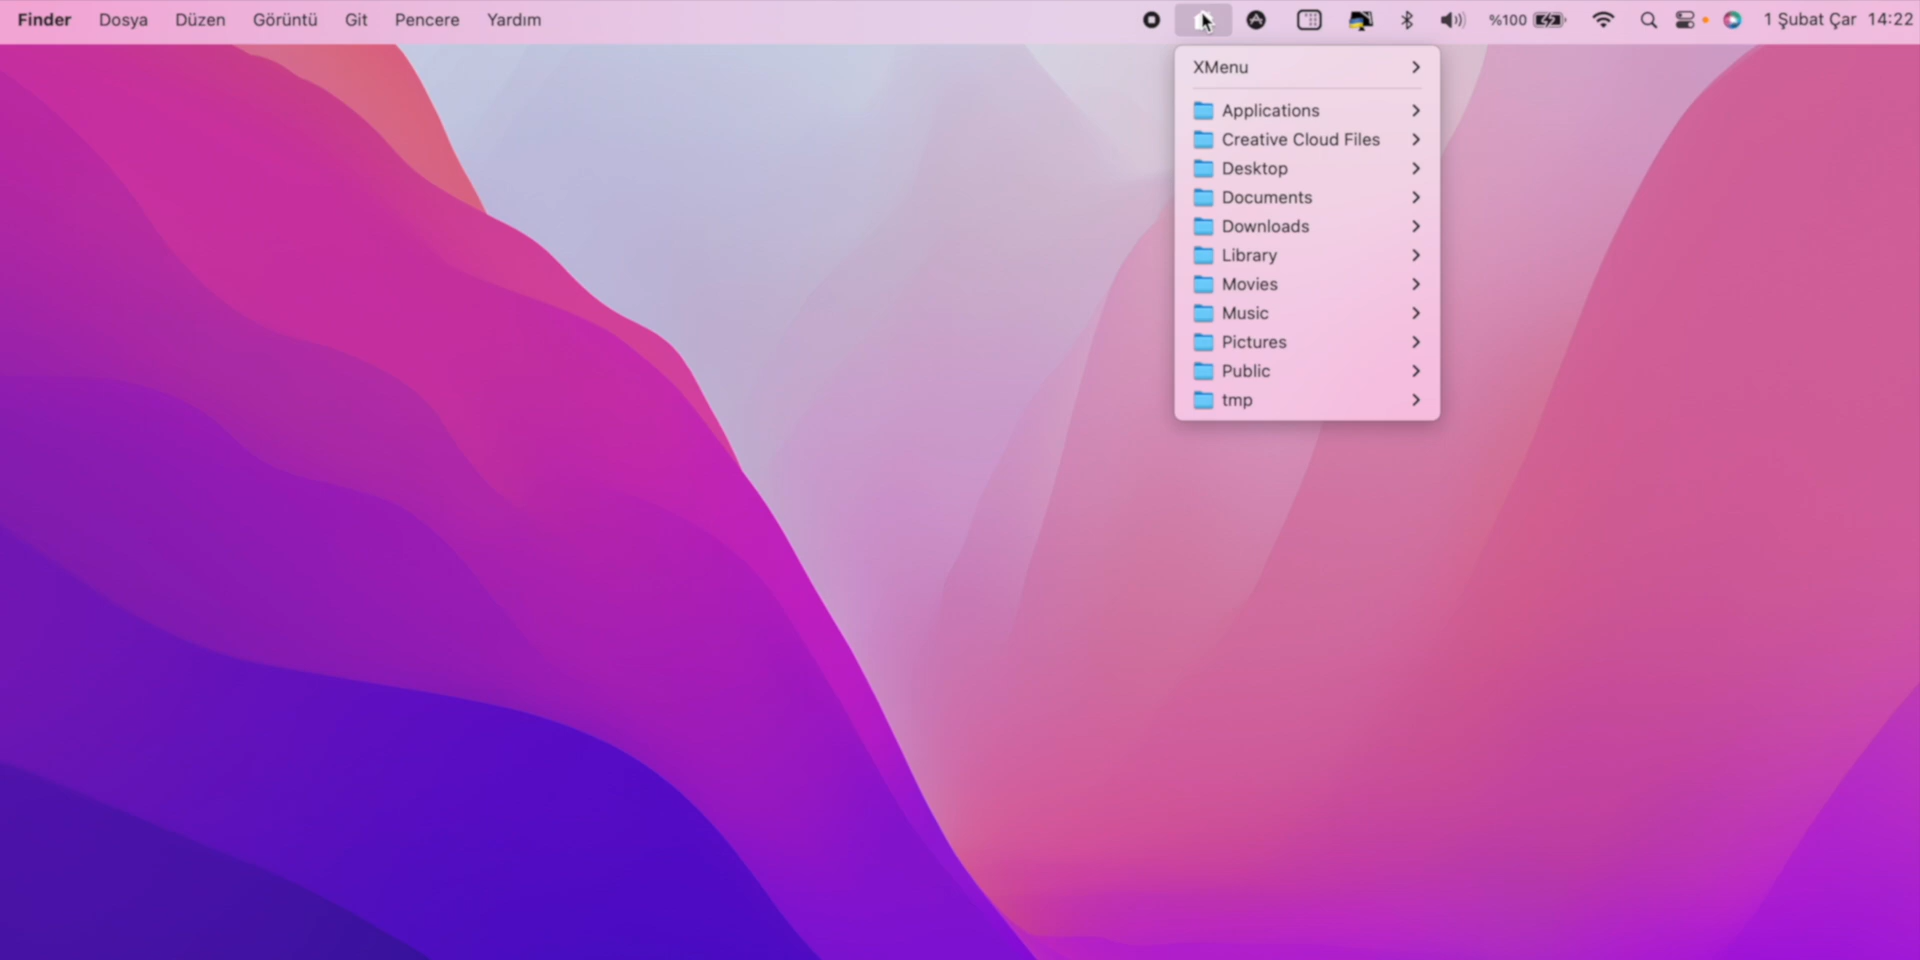 Finder Dosya Düzen Görüntü Git Pencere Yardım %100 1 Şubat Çar 14:22
XMenu
Applications
Creative Cloud Files
Desktop
Documents
Downloads
Library
Movies
Music
Pictures
Public
tmp